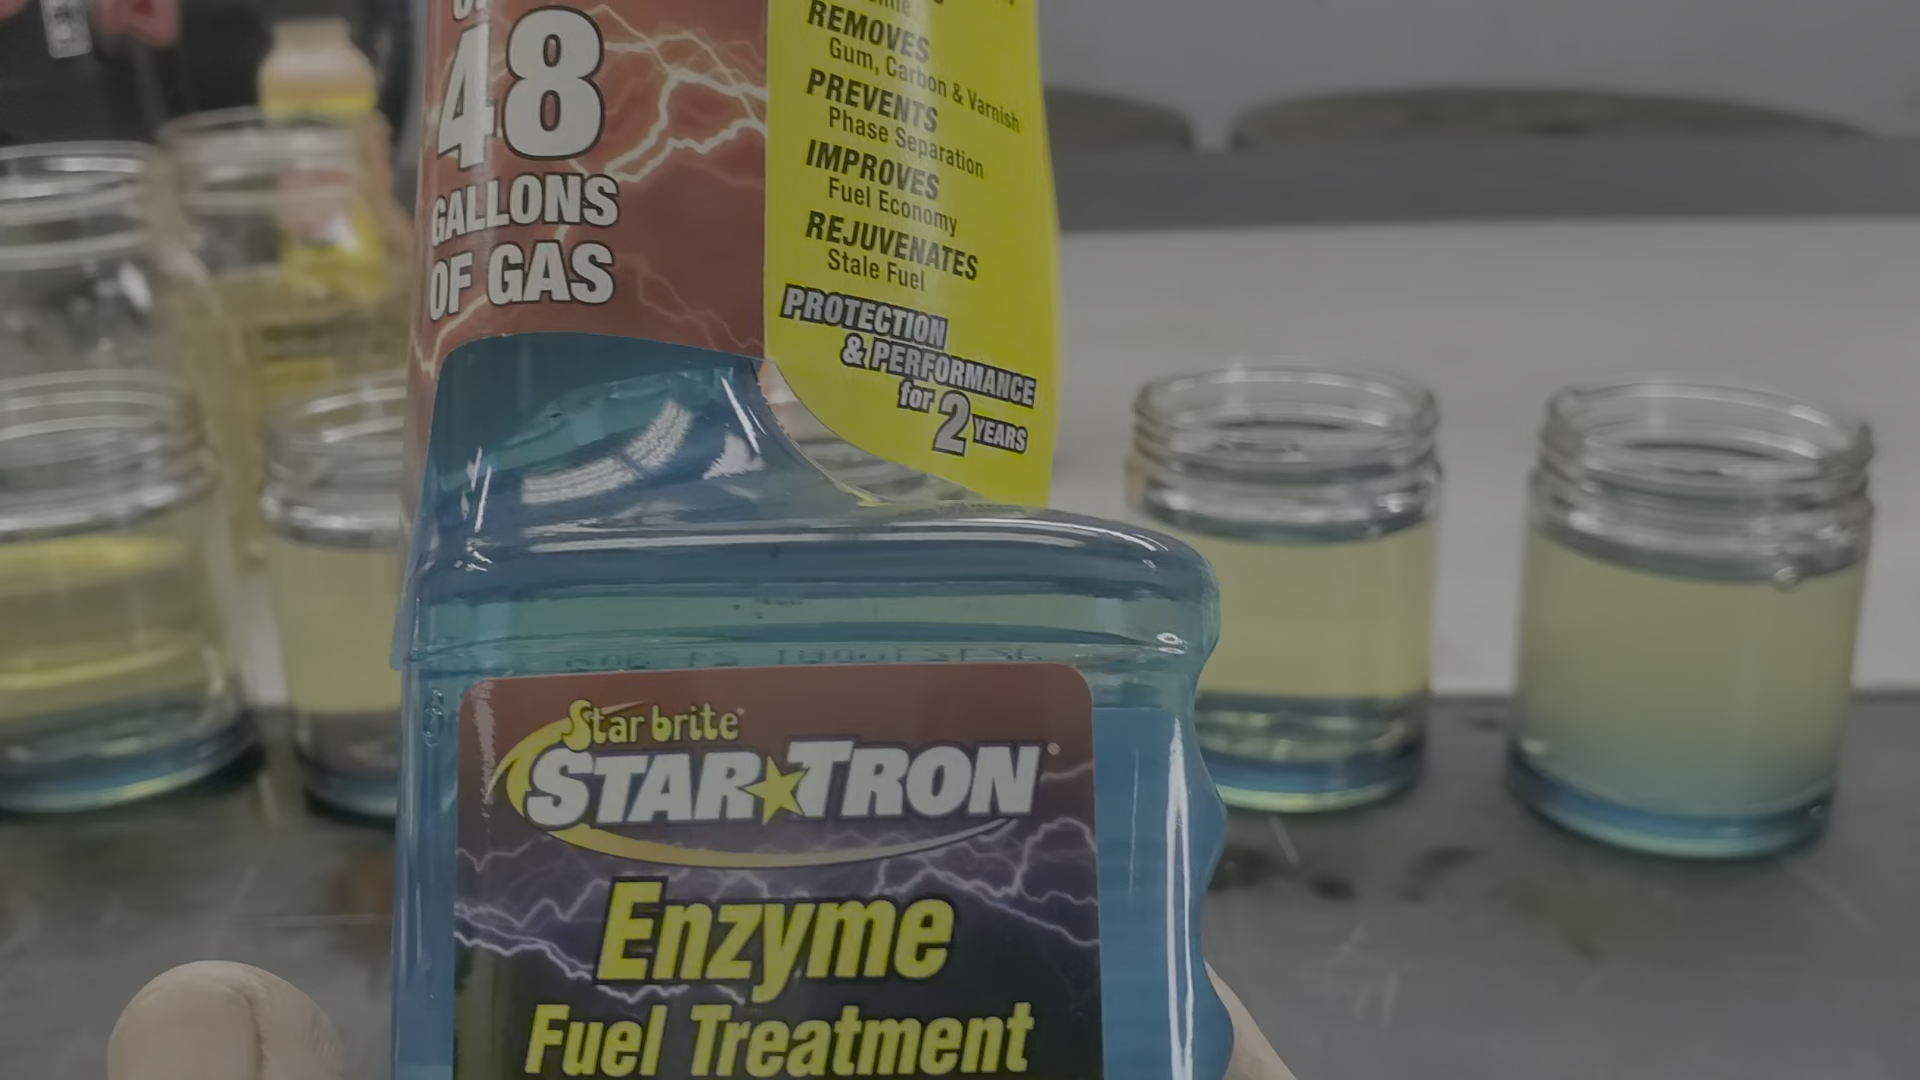 48
GALLONS
OF GAS
REMOVES
Gum, Carbon & Varnish
PREVENTS
Phase Separation
IMPROVES
Fuel Economy
REJUVENATES
Stale Fuel
PROTECTION
& PERFORMANCE
for 2 YEARS
Star brite®
STAR TRON®
Enzyme
Fuel Treatment